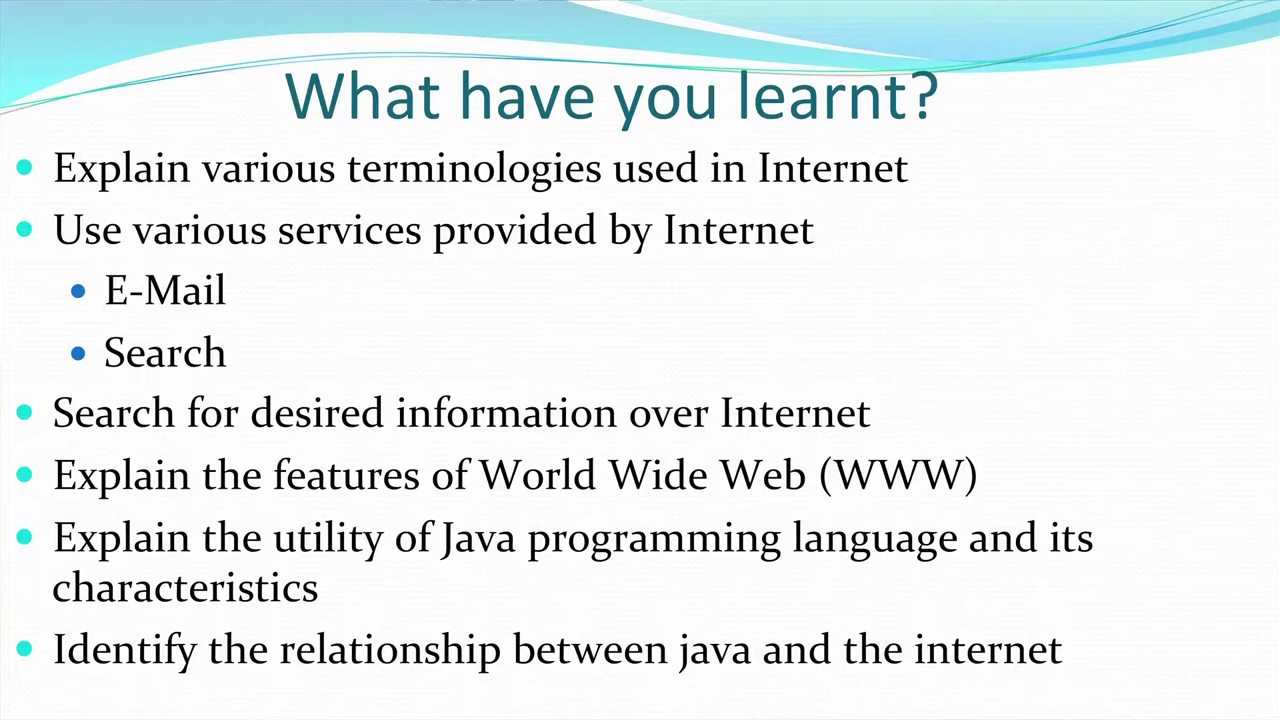 What have you learnt?
• Explain various terminologies used in Internet
• Use various services provided by Internet
• E-Mail
• Search
• Search for desired information over Internet
• Explain the features of World Wide Web (WWW)
• Explain the utility of Java programming language and its
characteristics
• Identify the relationship between java and the internet